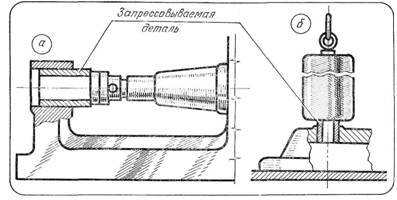 Запрессовываемая
деталь
а
б